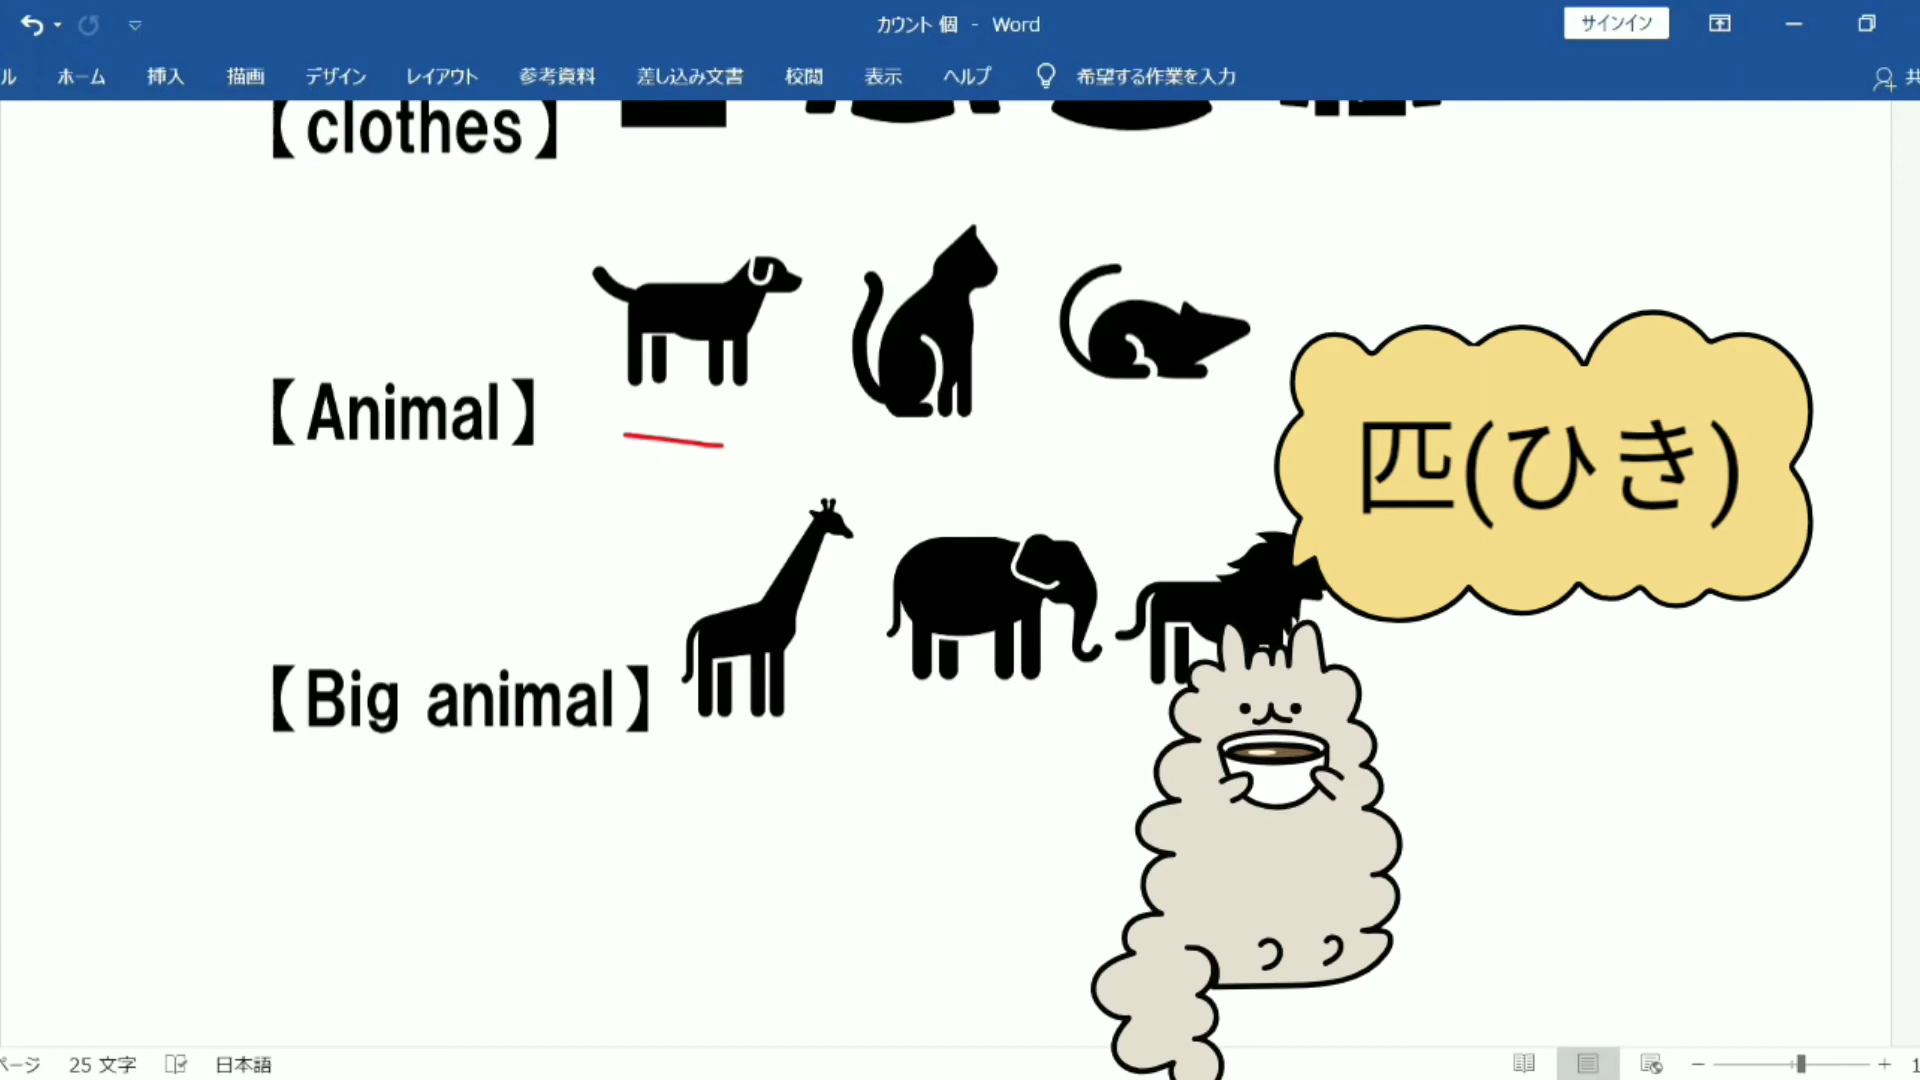 カウント 個 - Word
サインイン
ル ホーム 挿入 描画 デザイン レイアウト 参考資料 差し込み文書 校閲 表示 ヘルプ 希望する作業を入力 共
【clothes】
【Animal】
匹(ひき)
【Big animal】
ページ 25 文字 日本語
1